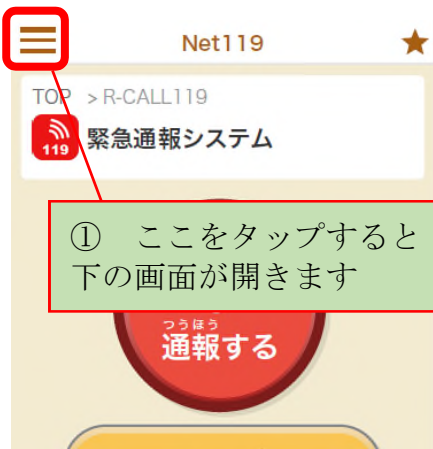 Net119
TOP > R-CALL119
119
緊急通報システム
① ここをタップすると
下の画面が開きます
つうほう
通報する